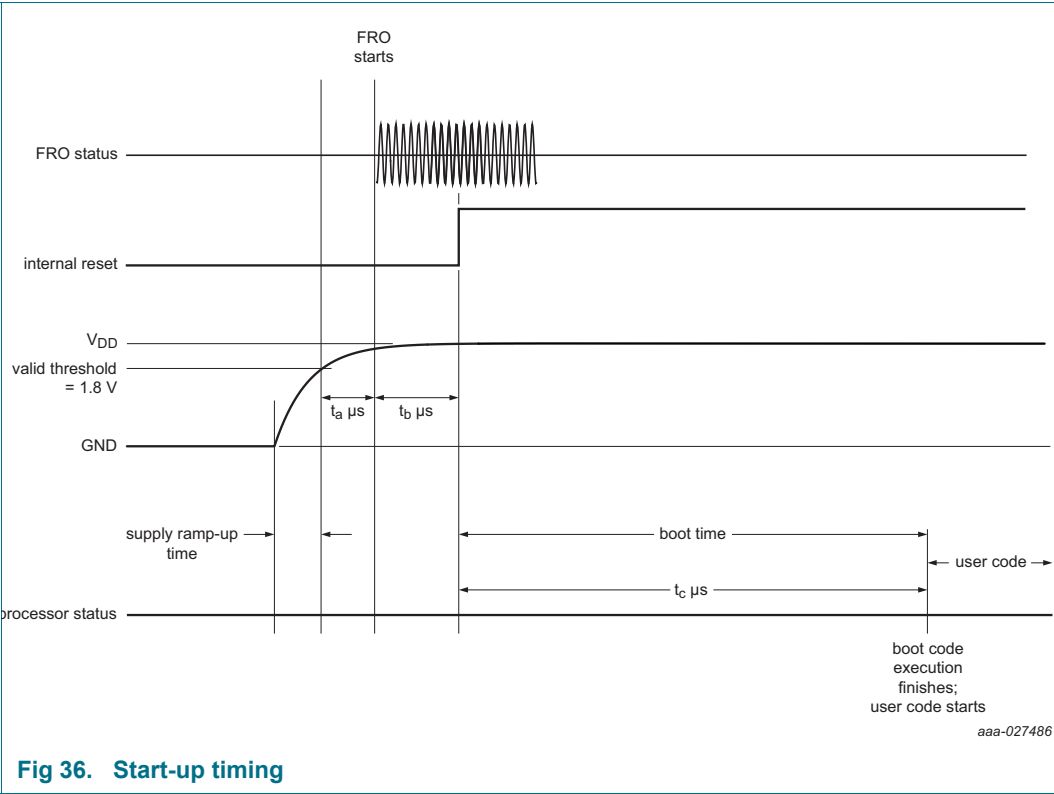 FRO
starts
FRO status
internal reset
VDD
valid threshold
= 1.8 V
ta µs
tb µs
GND
supply ramp-up
time
boot time
user code
tc µs
processor status
boot code
execution
finishes;
user code starts
aaa-027486
Fig 36. Start-up timing